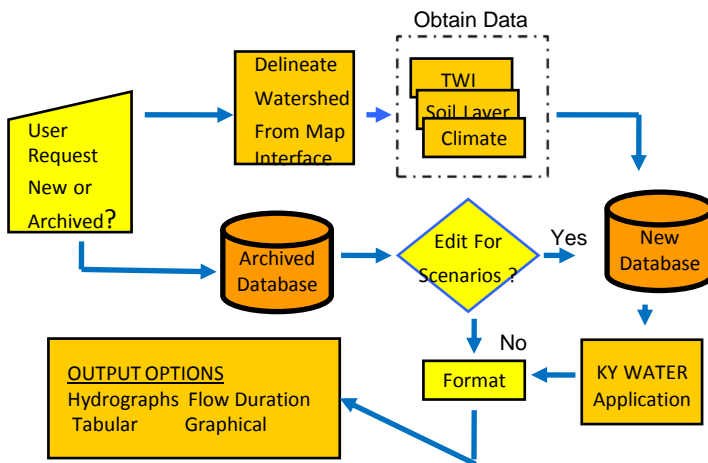 Obtain Data
Delineate
Watershed
From Map
Interface
TWI
Soil Layer
Climate
User
Request
New or
Archived?
Archived
Database
Edit For
Scenarios ?
Yes
New
Database
No
Format
KY WATER
Application
OUTPUT OPTIONS
Hydrographs Flow Duration
Tabular Graphical